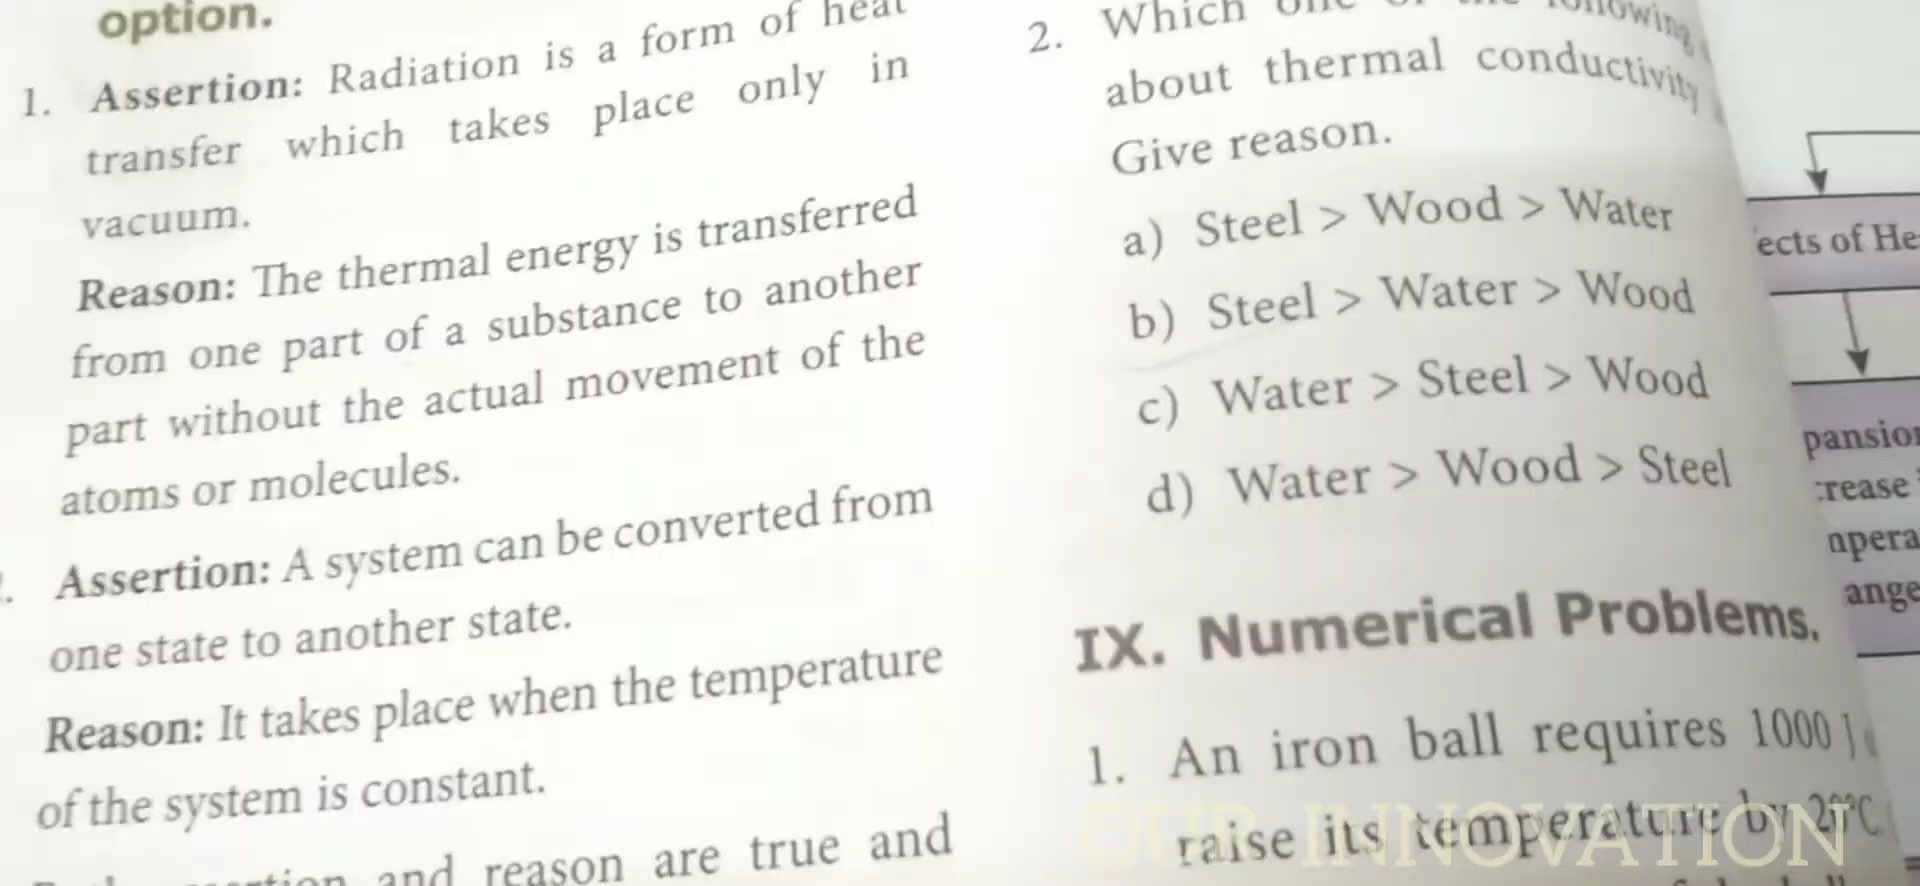 option.
1. Assertion: Radiation is a form of heat
transfer which takes place only in
vacuum.
Reason: The thermal energy is transferred
from one part of a substance to another
part without the actual movement of the
atoms or molecules.
Assertion: A system can be converted from
one state to another state.
Reason: It takes place when the temperature
of the system is constant.
and reason are true and
2. Which
about thermal conductivity
Give reason.
a) Steel > Wood > Water
b) Steel > Water > Wood
c) Water > Steel > Wood
d) Water > Wood > Steel
IX. Numerical Problems.
1. An iron ball requires 1000 J
raise its temperature by 20°C
OUR INNOVATION
ects of He
pansion
rease
npera
ange